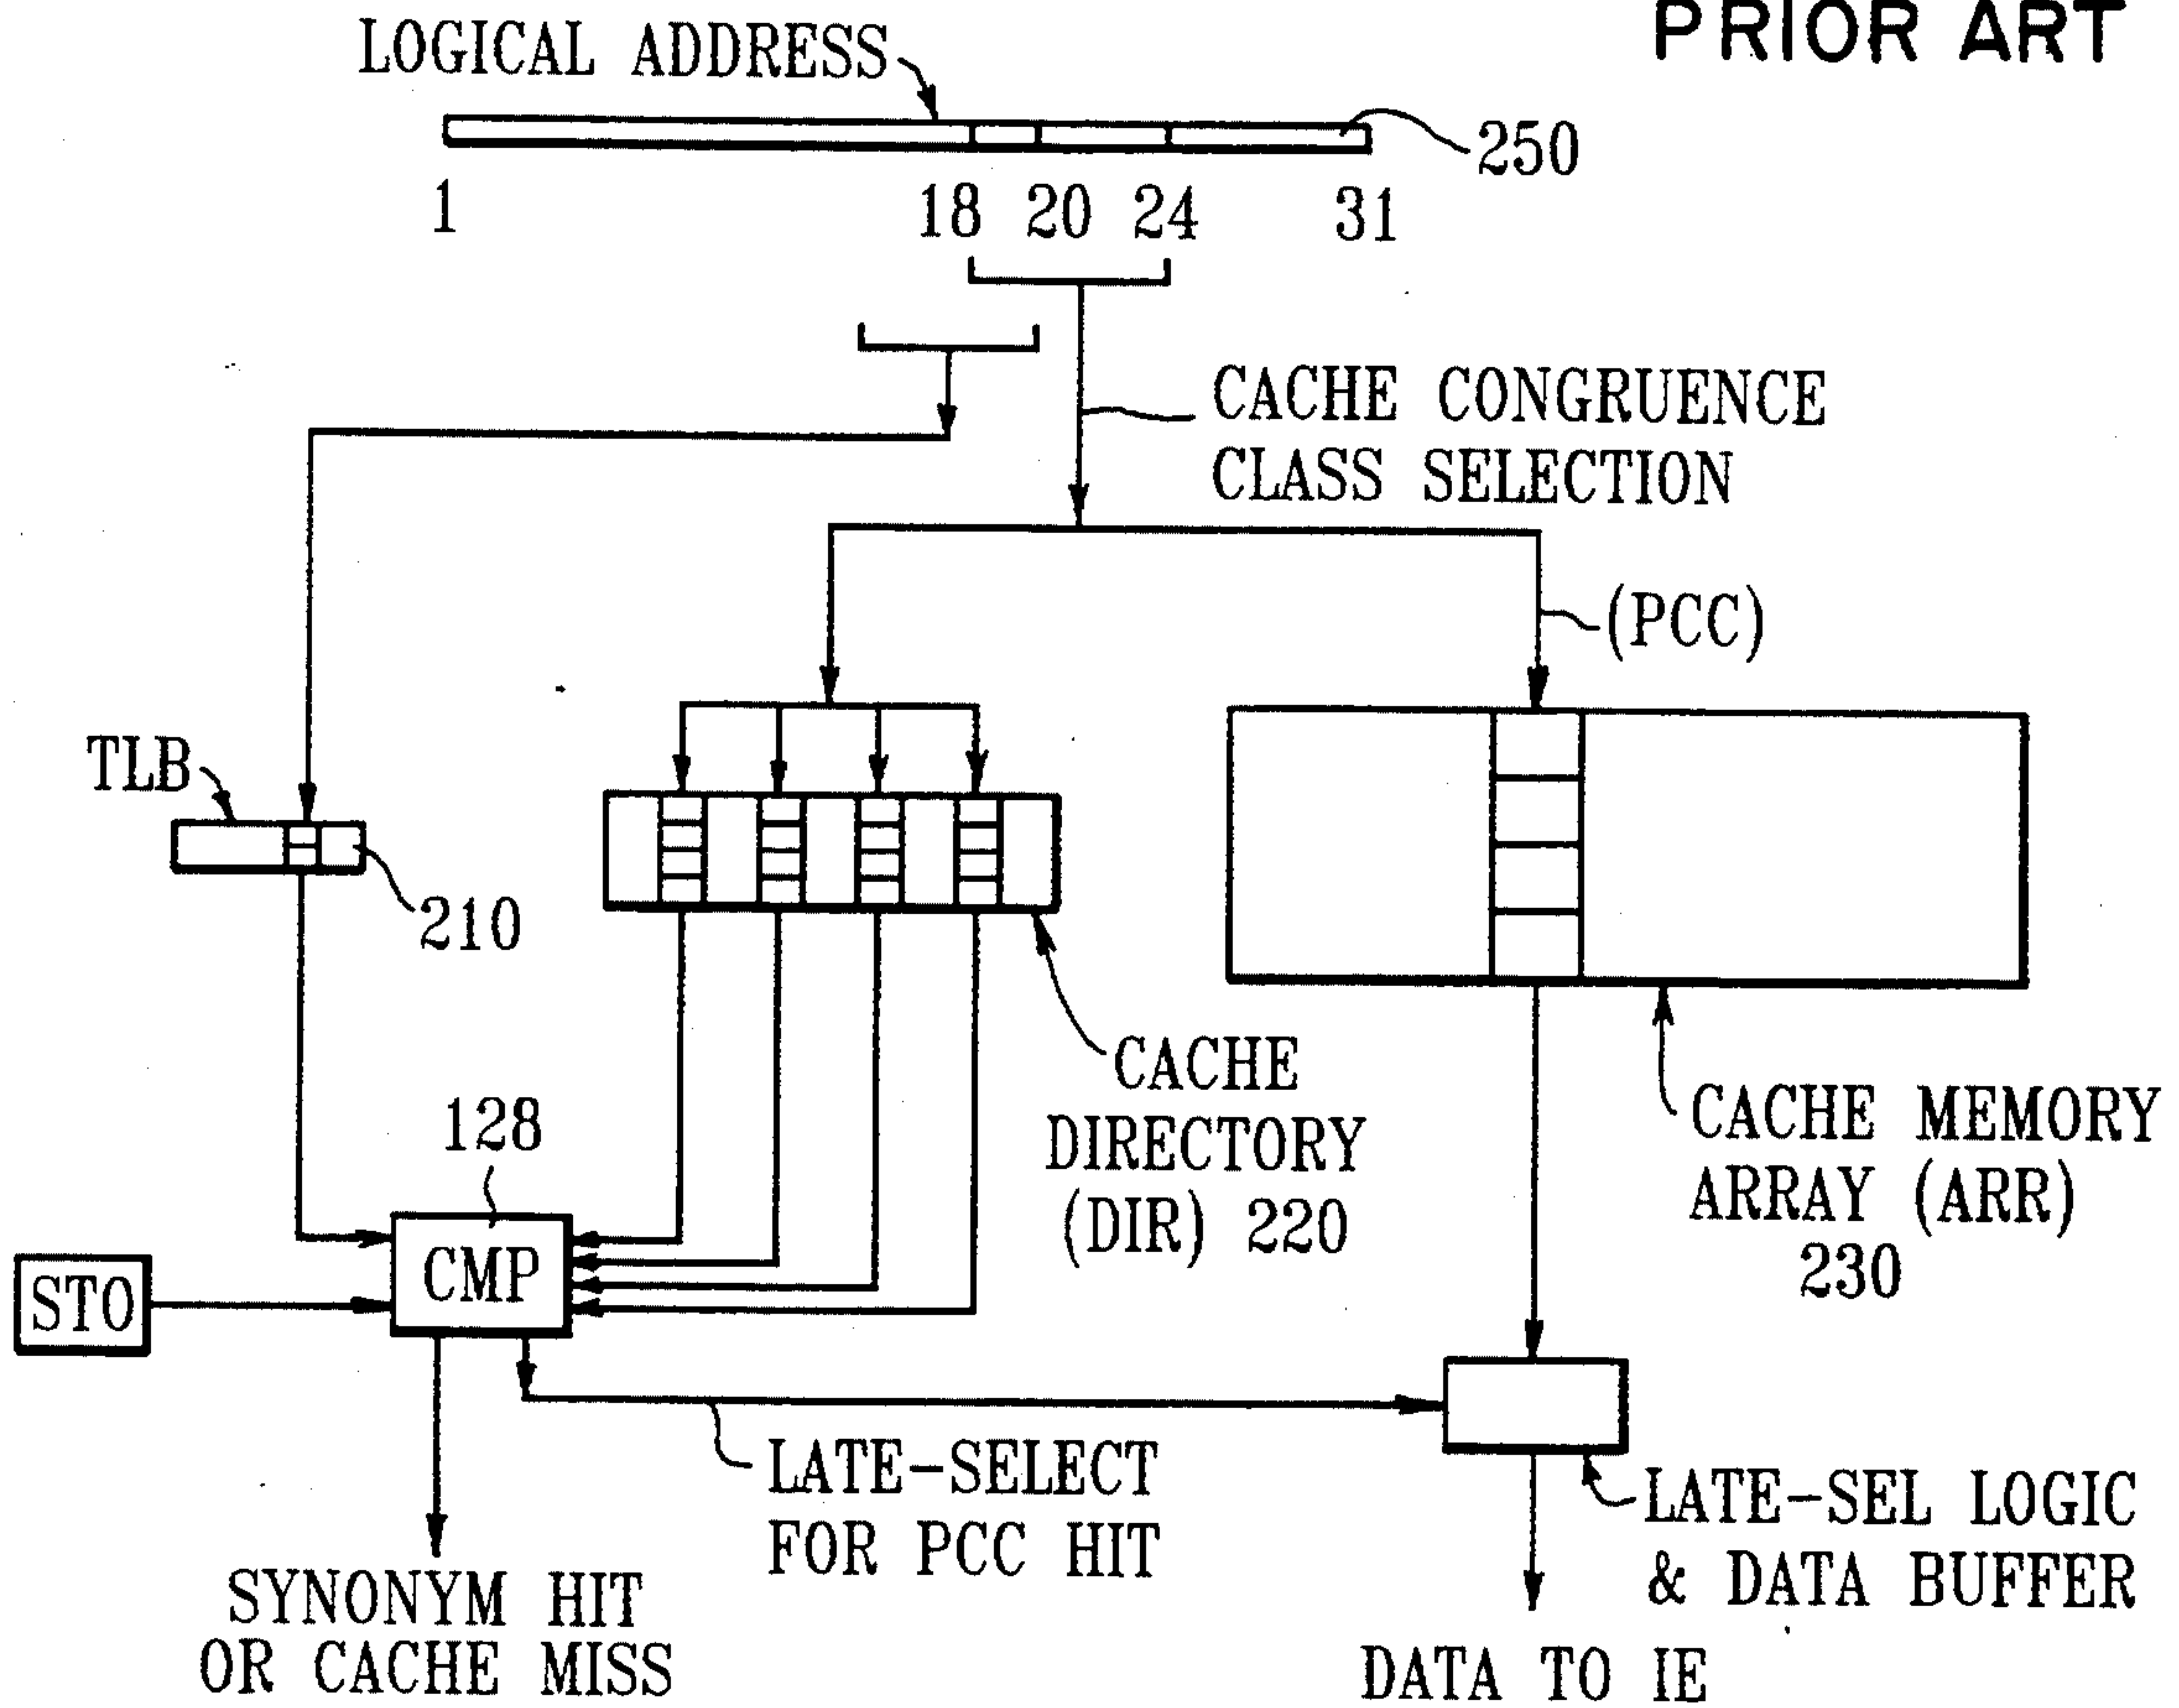 PRIOR ART
LOGICAL ADDRESS
250
1 18 20 24 31
CACHE CONGRUENCE
CLASS SELECTION
(PCC)
TLB
210
CACHE
DIRECTORY
(DIR) 220
CACHE MEMORY
ARRAY (ARR)
230
128
CMP
STO
LATE-SELECT
FOR PCC HIT
LATE-SEL LOGIC
& DATA BUFFER
SYNONYM HIT
OR CACHE MISS
DATA TO IE